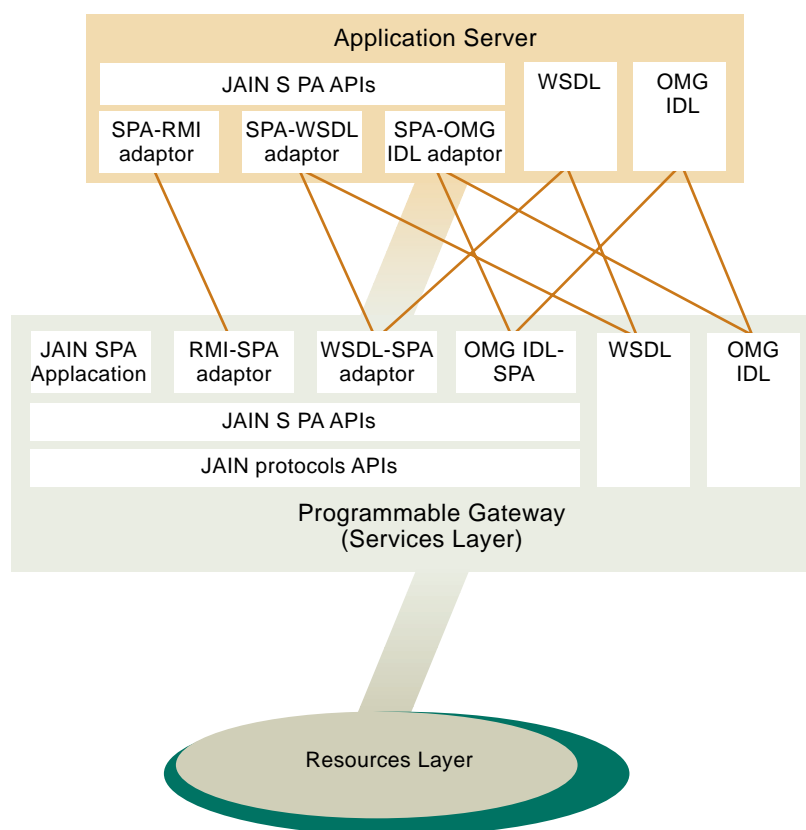 Application Server
JAIN S PA APIs
WSDL
OMG
IDL
SPA-RMI
adaptor
SPA-WSDL
adaptor
SPA-OMG
IDL adaptor
JAIN SPA
Applacation
RMI-SPA
adaptor
WSDL-SPA
adaptor
OMG IDL-
SPA
WSDL
OMG
IDL
JAIN S PA APIs
JAIN protocols APIs
Programmable Gateway
(Services Layer)
Resources Layer